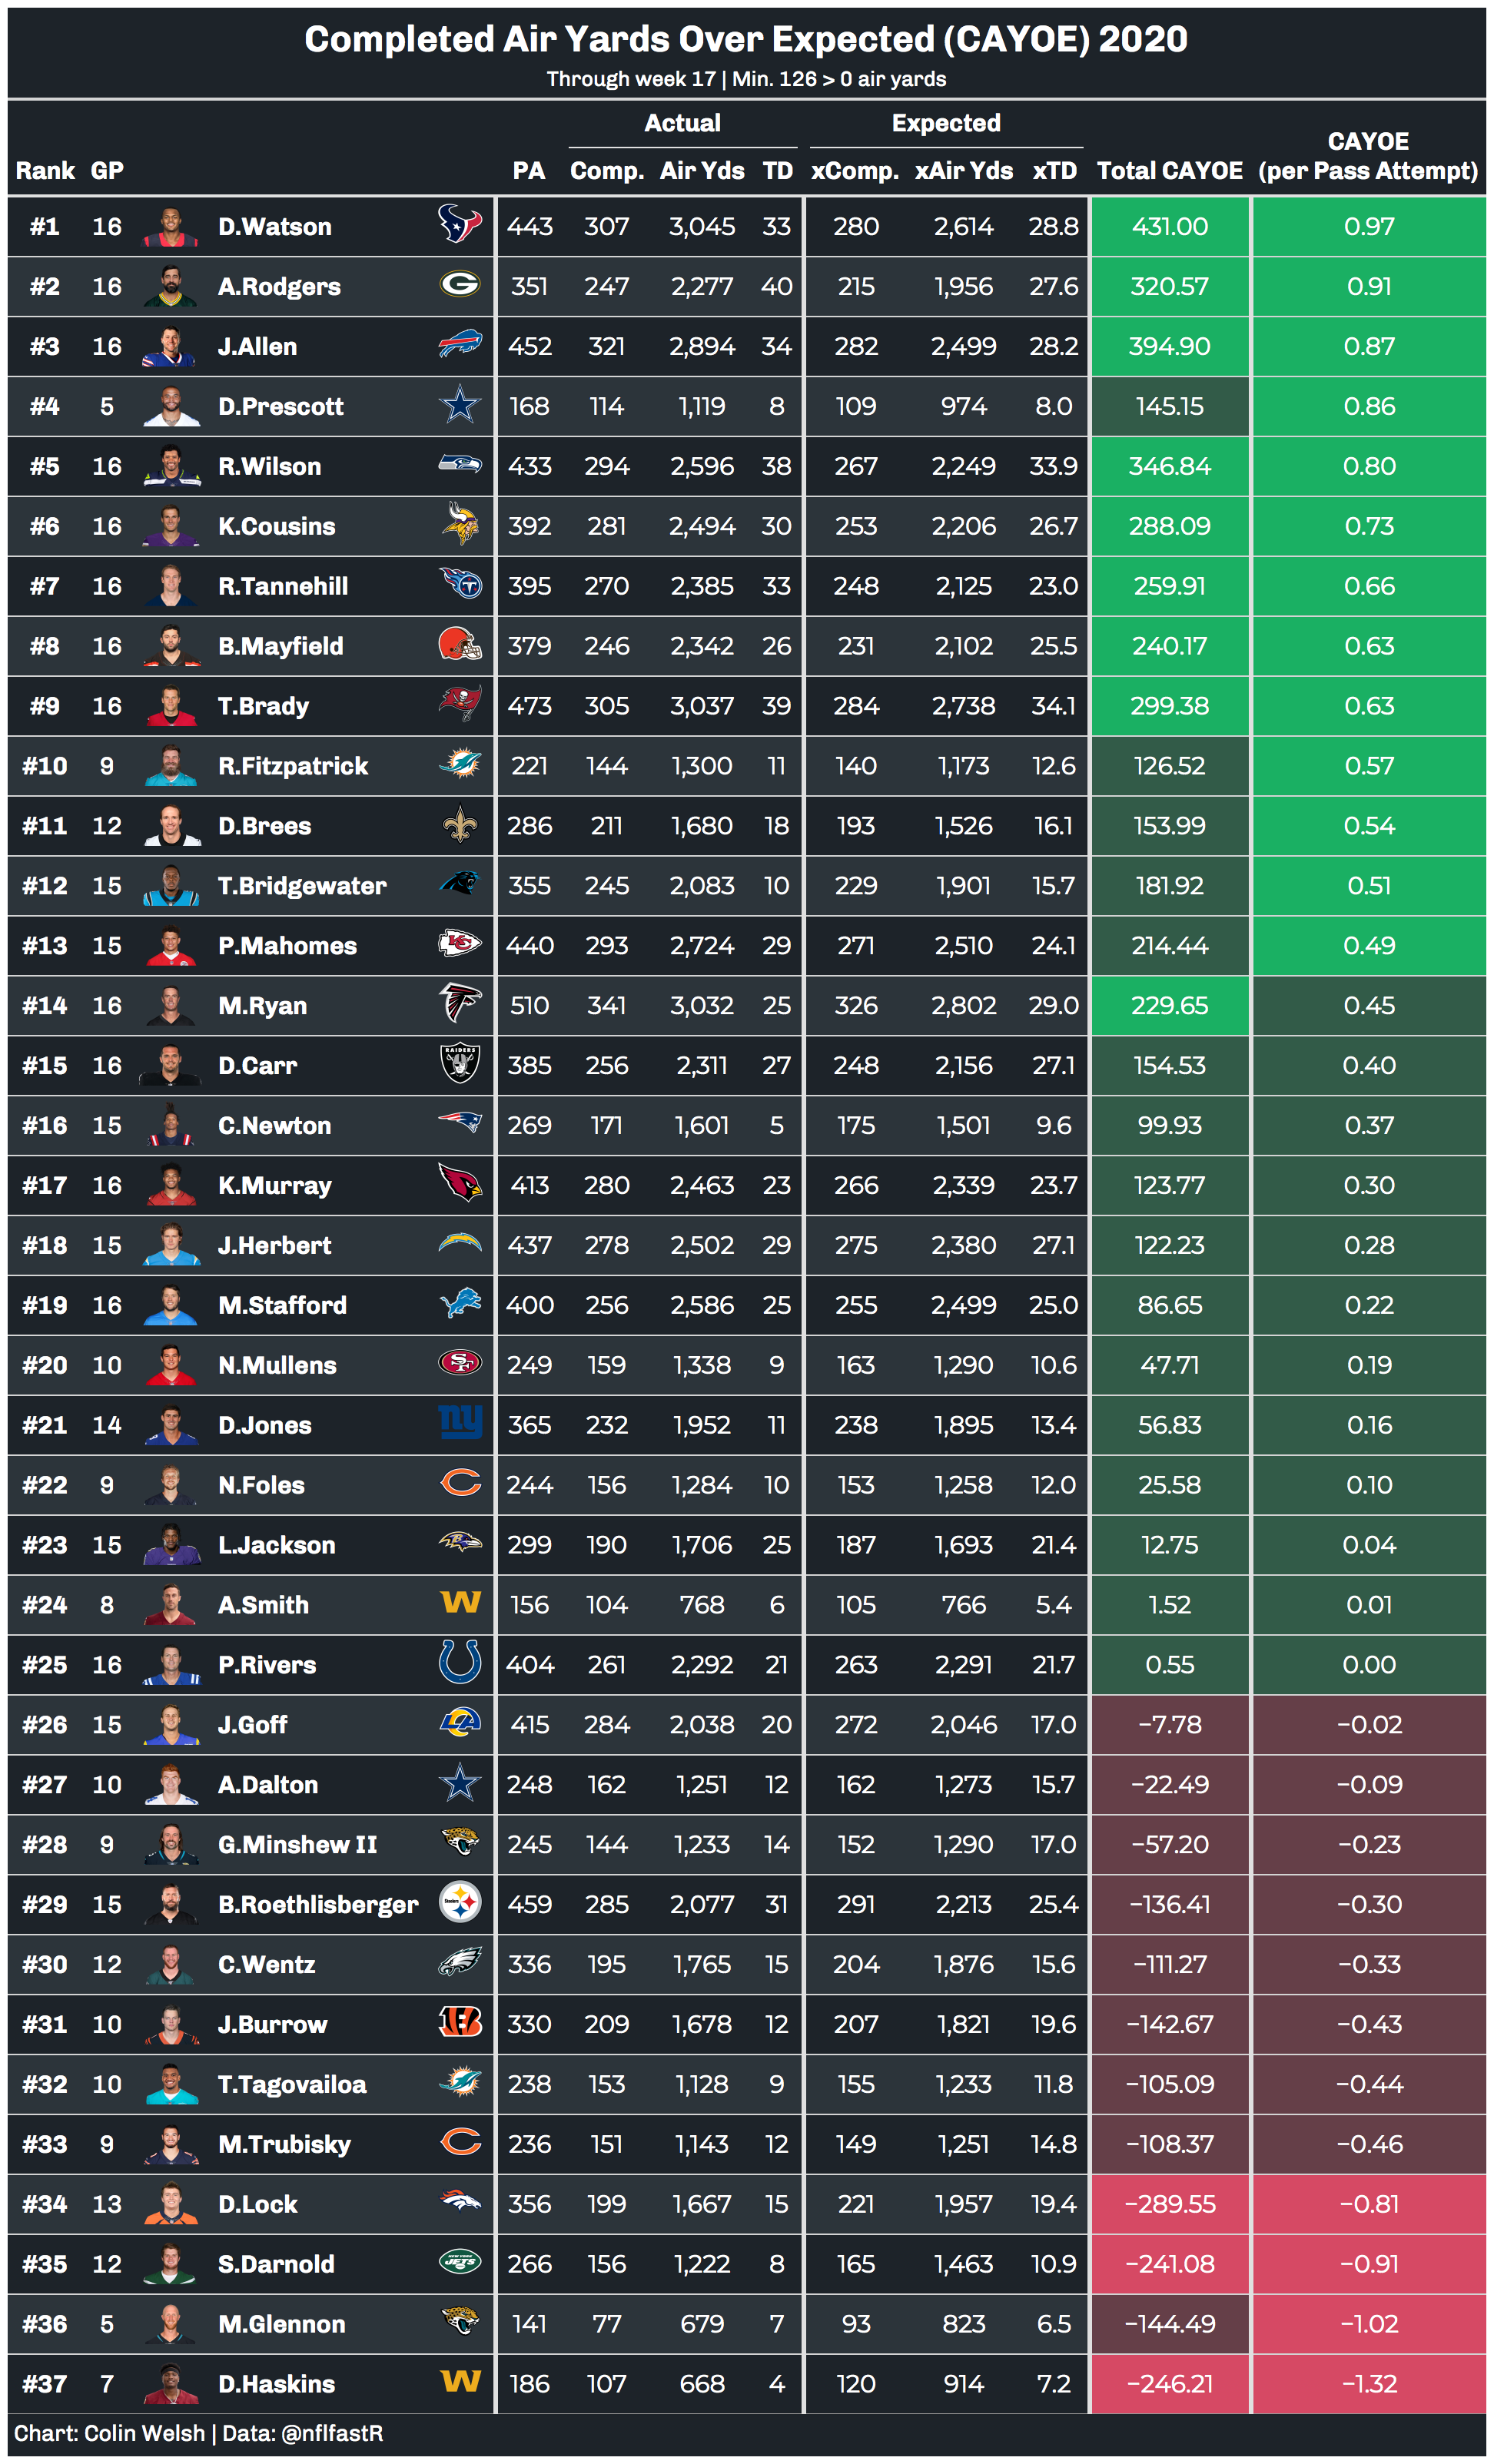 Completed Air Yards Over Expected (CAYOE) 2020
Through week 17 | Min. 126 > 0 air yards
Actual Expected
CAYOE
Rank GP PA Comp. Air Yds TD xComp. xAir Yds xTD Total CAYOE (per Pass Attempt)
#1 16 D.Watson 443 307 3,045 33 280 2,614 28.8 431.00 0.97
#2 16 A.Rodgers G 351 247 2,277 40 215 1,956 27.6 320.57 0.91
#3 16 J.Allen 452 321 2,894 34 282 2,499 28.2 394.90 0.87
#4 5 D.Prescott 168 114 1,119 8 109 974 8.0 145.15 0.86
#5 16 R.Wilson 433 294 2,596 38 267 2,249 33.9 346.84 0.80
#6 16 K.Cousins 392 281 2,494 30 253 2,206 26.7 288.09 0.73
#7 16 R.Tannehill T 395 270 2,385 33 248 2,125 23.0 259.91 0.66
#8 16 B.Mayfield 379 246 2,342 26 231 2,102 25.5 240.17 0.63
#9 16 T.Brady 473 305 3,037 39 284 2,738 34.1 299.38 0.63
#10 9 R.Fitzpatrick 221 144 1,300 11 140 1,173 12.6 126.52 0.57
#11 12 D.Brees 286 211 1,680 18 193 1,526 16.1 153.99 0.54
#12 15 T.Bridgewater 355 245 2,083 10 229 1,901 15.7 181.92 0.51
#13 15 P.Mahomes KC 440 293 2,724 29 271 2,510 24.1 214.44 0.49
#14 16 M.Ryan 510 341 3,032 25 326 2,802 29.0 229.65 0.45
#15 16 D.Carr RAIDERS 385 256 2,311 27 248 2,156 27.1 154.53 0.40
#16 15 C.Newton 269 171 1,601 5 175 1,501 9.6 99.93 0.37
#17 16 K.Murray 413 280 2,463 23 266 2,339 23.7 123.77 0.30
#18 15 J.Herbert 437 278 2,502 29 275 2,380 27.1 122.23 0.28
#19 16 M.Stafford 400 256 2,586 25 255 2,499 25.0 86.65 0.22
#20 10 N.Mullens SF 249 159 1,338 9 163 1,290 10.6 47.71 0.19
#21 14 D.Jones ny 365 232 1,952 11 238 1,895 13.4 56.83 0.16
#22 9 N.Foles C 244 156 1,284 10 153 1,258 12.0 25.58 0.10
#23 15 L.Jackson B 299 190 1,706 25 187 1,693 21.4 12.75 0.04
#24 8 A.Smith W 156 104 768 6 105 766 5.4 1.52 0.01
#25 16 P.Rivers 404 261 2,292 21 263 2,291 21.7 0.55 0.00
#26 15 J.Goff LA 415 284 2,038 20 272 2,046 17.0 −7.78 −0.02
#27 10 A.Dalton 248 162 1,251 12 162 1,273 15.7 −22.49 −0.09
#28 9 G.Minshew II 245 144 1,233 14 152 1,290 17.0 −57.20 −0.23
#29 15 B.Roethlisberger Steelers 459 285 2,077 31 291 2,213 25.4 −136.41 −0.30
#30 12 C.Wentz 336 195 1,765 15 204 1,876 15.6 −111.27 −0.33
#31 10 J.Burrow B 330 209 1,678 12 207 1,821 19.6 −142.67 −0.43
#32 10 T.Tagovailoa 238 153 1,128 9 155 1,233 11.8 −105.09 −0.44
#33 9 M.Trubisky C 236 151 1,143 12 149 1,251 14.8 −108.37 −0.46
#34 13 D.Lock 356 199 1,667 15 221 1,957 19.4 −289.55 −0.81
#35 12 S.Darnold NEW YORK JETS 266 156 1,222 8 165 1,463 10.9 −241.08 −0.91
#36 5 M.Glennon 141 77 679 7 93 823 6.5 −144.49 −1.02
#37 7 D.Haskins W 186 107 668 4 120 914 7.2 −246.21 −1.32
Chart: Colin Welsh | Data: @nflfastR